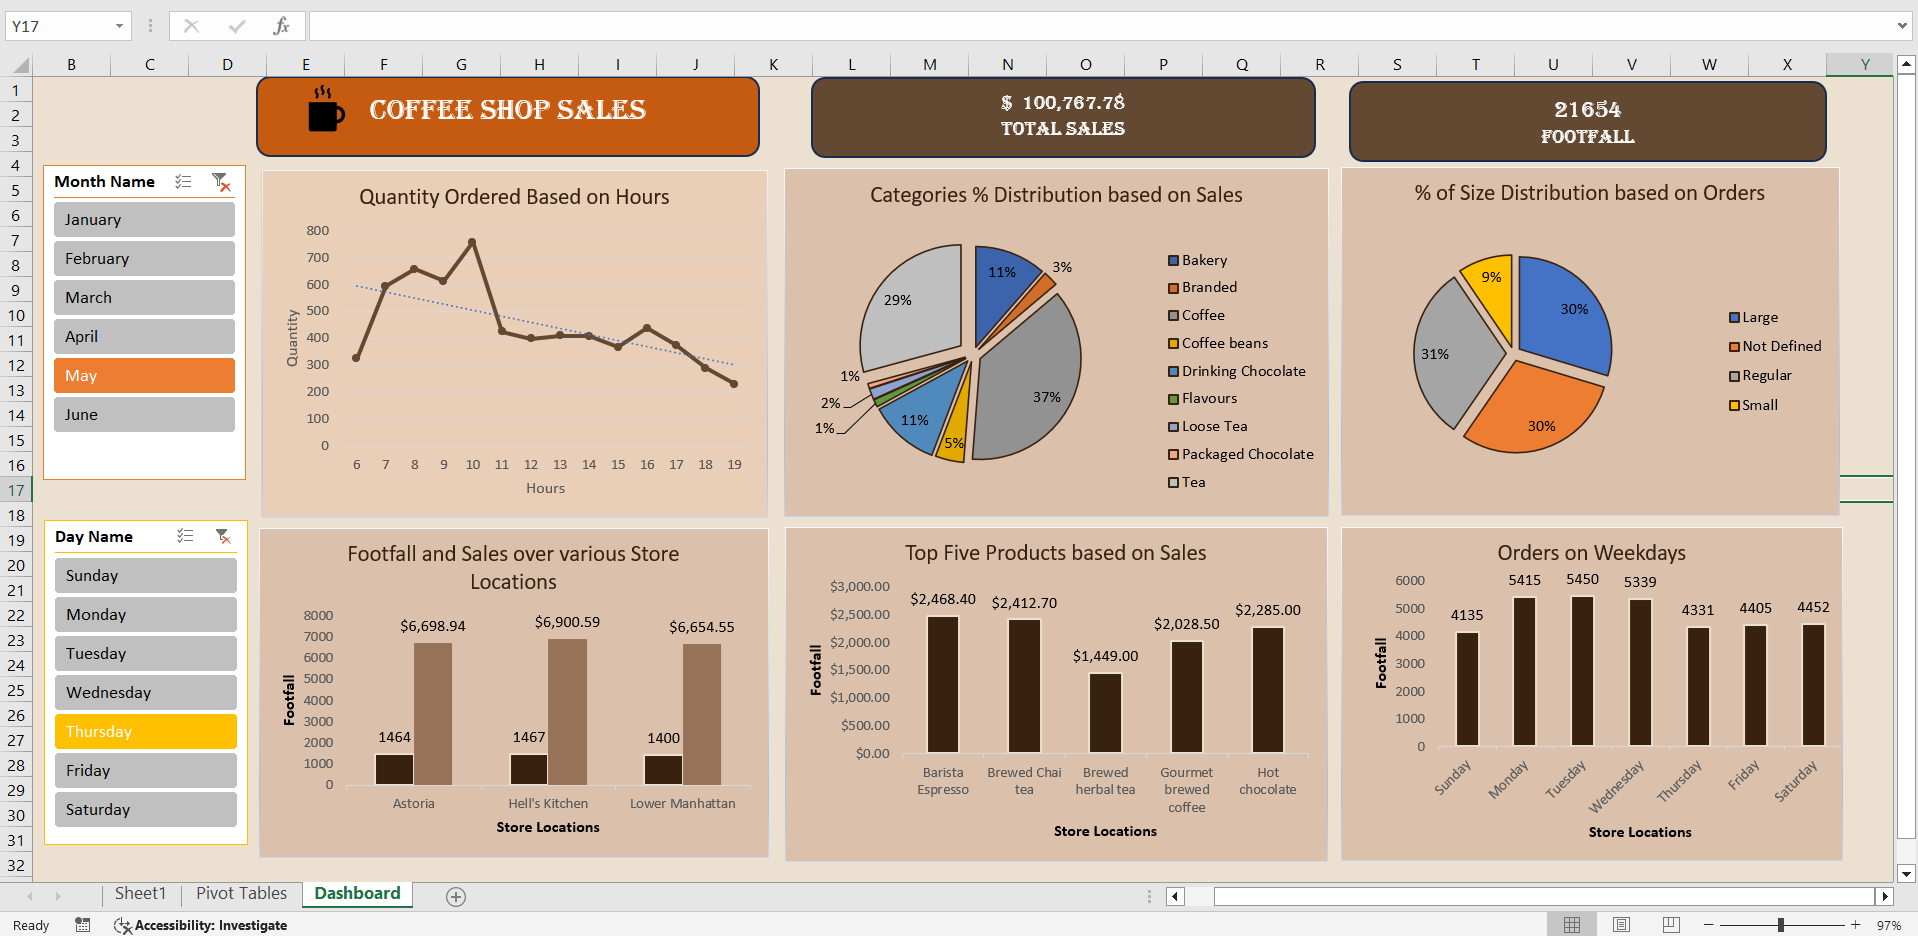 Y17
fx
B C D E F G H I J K L M N O P Q R S T U V W X Y
1
2
3
4
5
6
7
8
9
10
11
12
13
14
15
16
17
18
19
20
21
22
23
24
25
26
27
28
29
30
31
32
COFFEE SHOP SALES
$ 100,767.78
TOTAL SALES
21654
FOOTFALL
Month Name
January
February
March
April
May
June
Day Name
Sunday
Monday
Tuesday
Wednesday
Thursday
Friday
Saturday
Quantity Ordered Based on Hours
800
700
600
500
400
300
200
100
0
Quantity
6 7 8 9 10 11 12 13 14 15 16 17 18 19
Hours
Categories % Distribution based on Sales
11%
3%
37%
5%
11%
1%
2%
1%
29%
Bakery
Branded
Coffee
Coffee beans
Drinking Chocolate
Flavours
Loose Tea
Packaged Chocolate
Tea
% of Size Distribution based on Orders
9%
30%
31%
30%
Large
Not Defined
Regular
Small
Footfall and Sales over various Store
Locations
8000
7000
6000
5000
4000
3000
2000
1000
0
Footfall
$6,698.94 $6,900.59 $6,654.55
1464 1467 1400
Astoria Hell's Kitchen Lower Manhattan
Store Locations
Top Five Products based on Sales
$3,000.00
$2,500.00
$2,000.00
$1,500.00
$1,000.00
$500.00
$0.00
Footfall
$2,468.40 $2,412.70 $1,449.00 $2,028.50 $2,285.00
Barista
Espresso
Brewed Chai
tea
Brewed
herbal tea
Gourmet
brewed
coffee
Hot
chocolate
Store Locations
Orders on Weekdays
6000
5000
4000
3000
2000
1000
0
Footfall
4135 5415 5450 5339 4331 4405 4452
Sunday Monday Tuesday Wednesday Thursday Friday Saturday
Store Locations
Sheet1 Pivot Tables Dashboard
Ready Accessibility: Investigate 97%